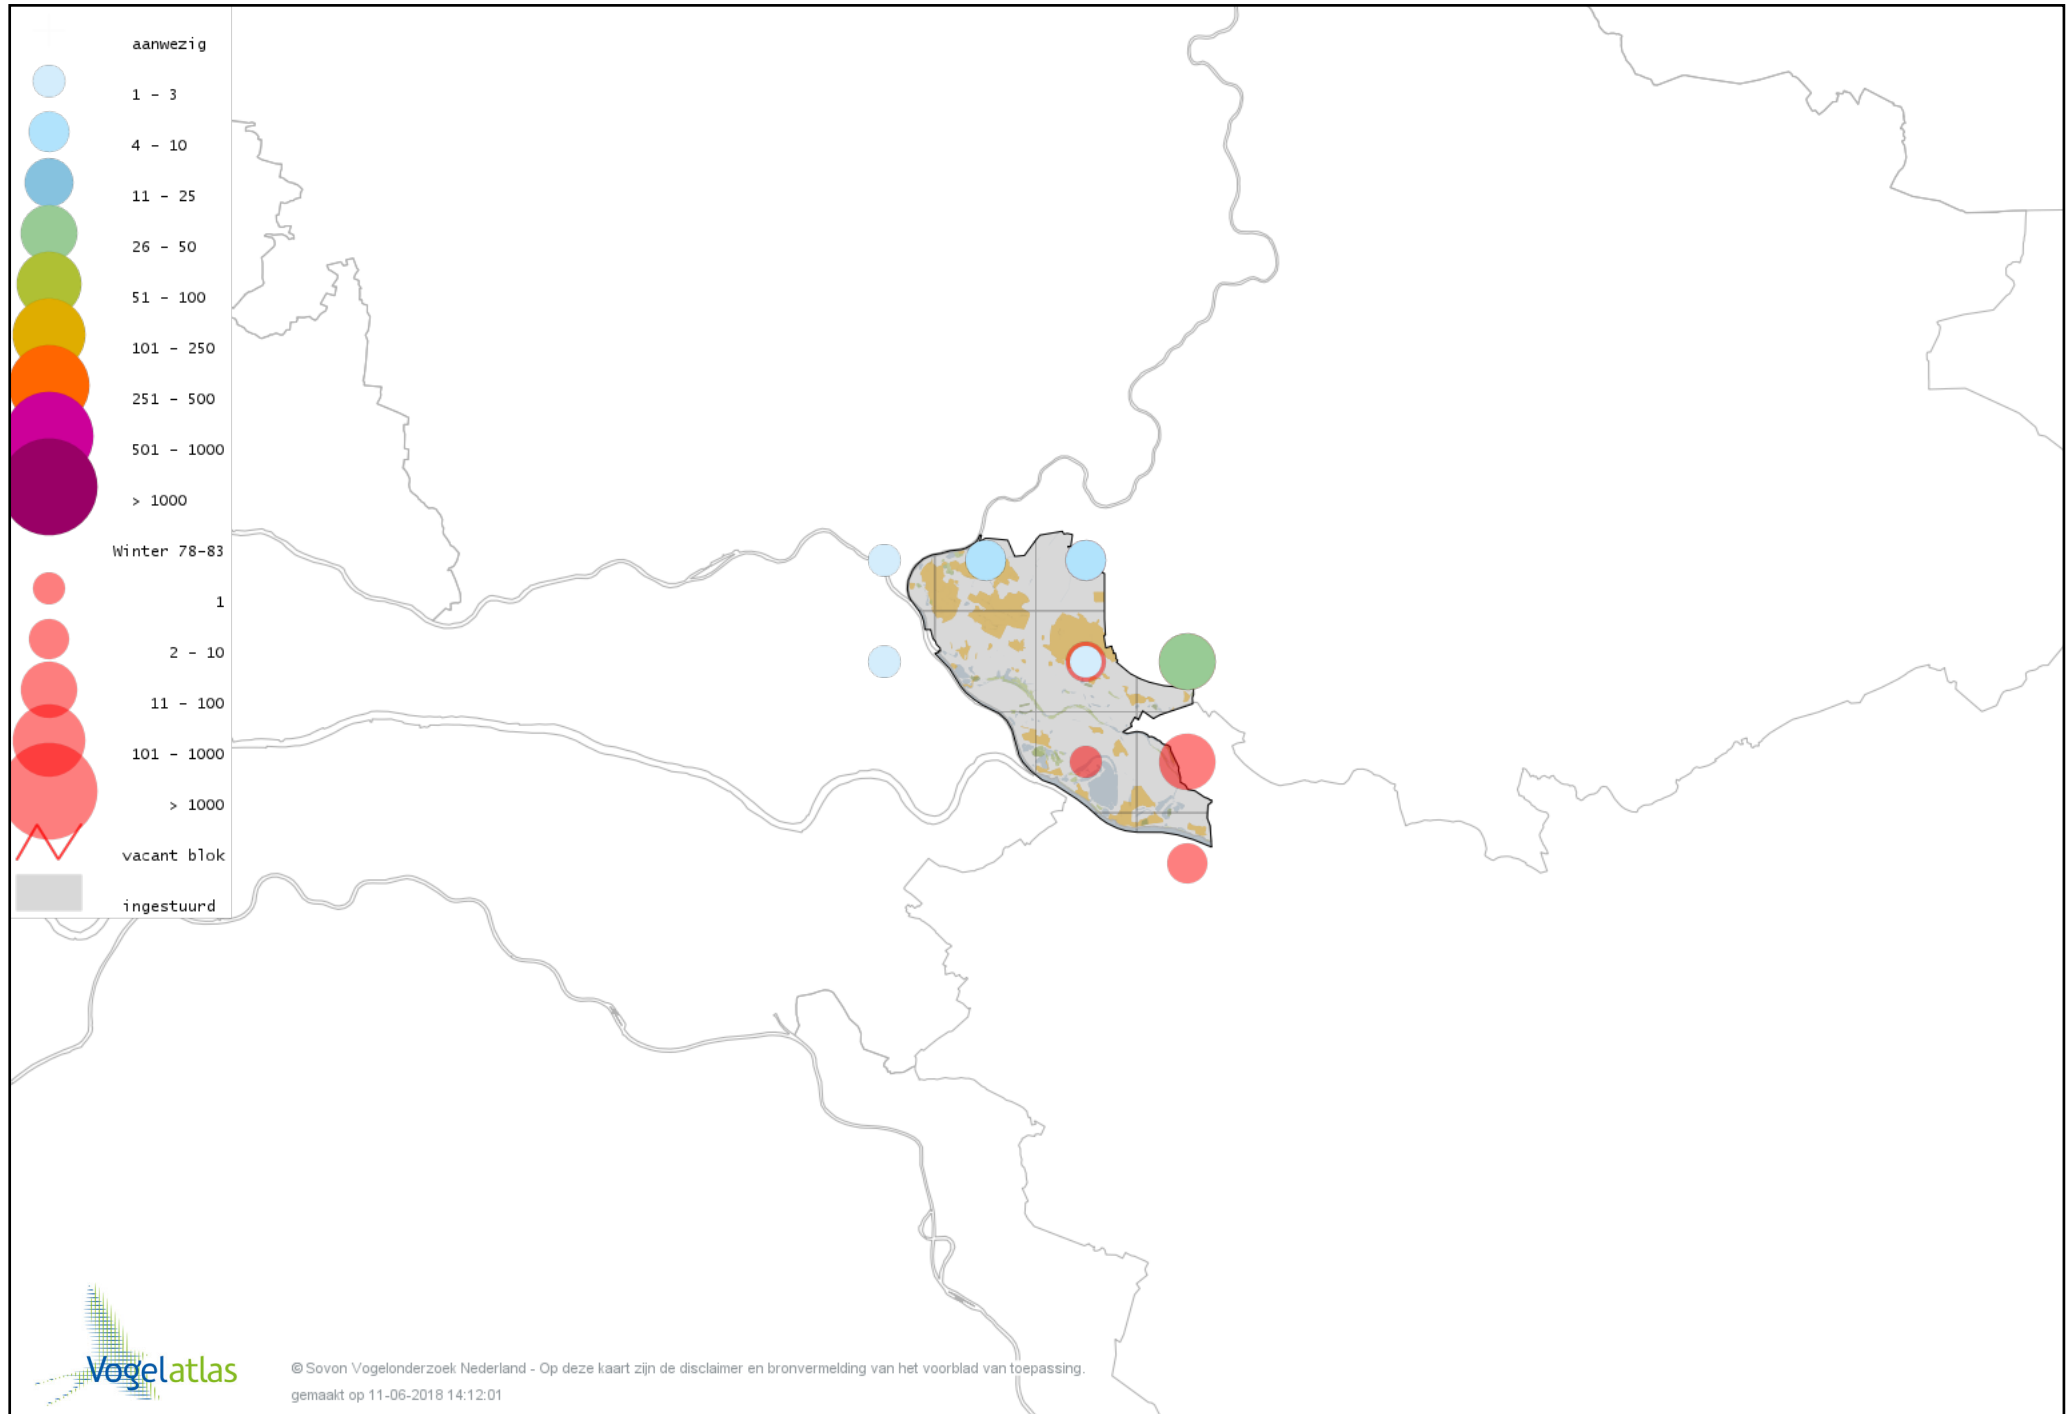 aanwezig
1 – 3
4 – 10
11 – 25
26 – 50
51 – 100
101 – 250
251 – 500
501 – 1000
> 1000
Winter 78-83
1
2 – 10
11 – 100
101 – 1000
> 1000
vacant blok
ingestuurd
Vogelatlas
© Sovon Vogelonderzoek Nederland - Op deze kaart zijn de disclaimer en bronvermelding van het voorblad van toepassing.
gemaakt op 11-06-2018 14:12:01